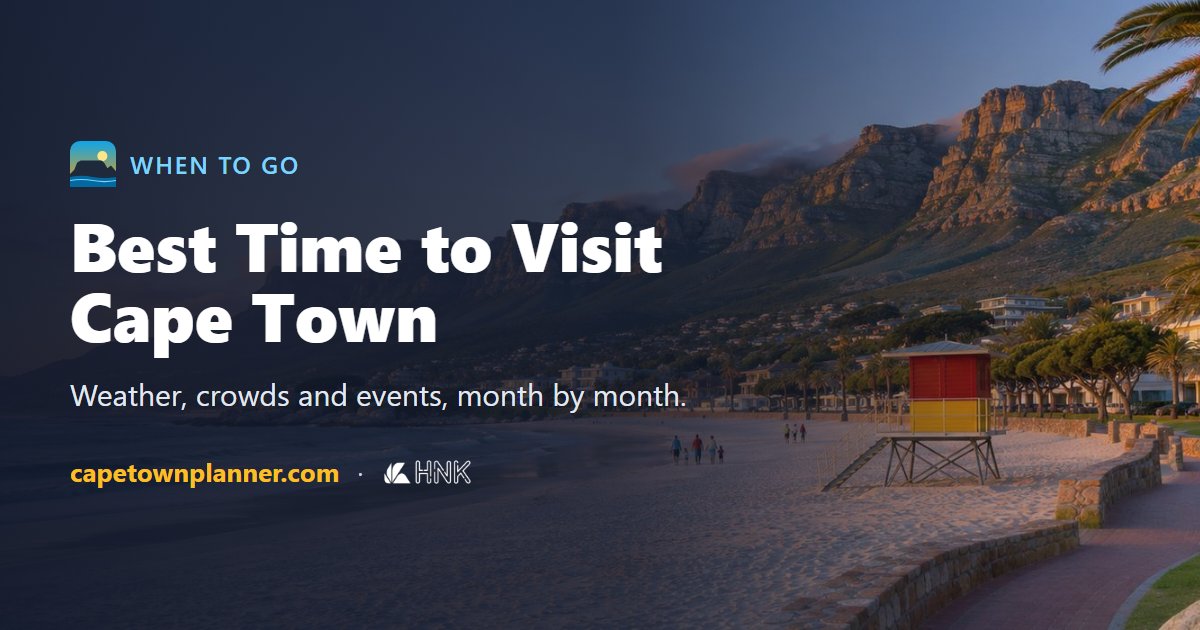 WHEN TO GO
Best Time to Visit
Cape Town
Weather, crowds and events, month by month.
capetownplanner.com · HNK